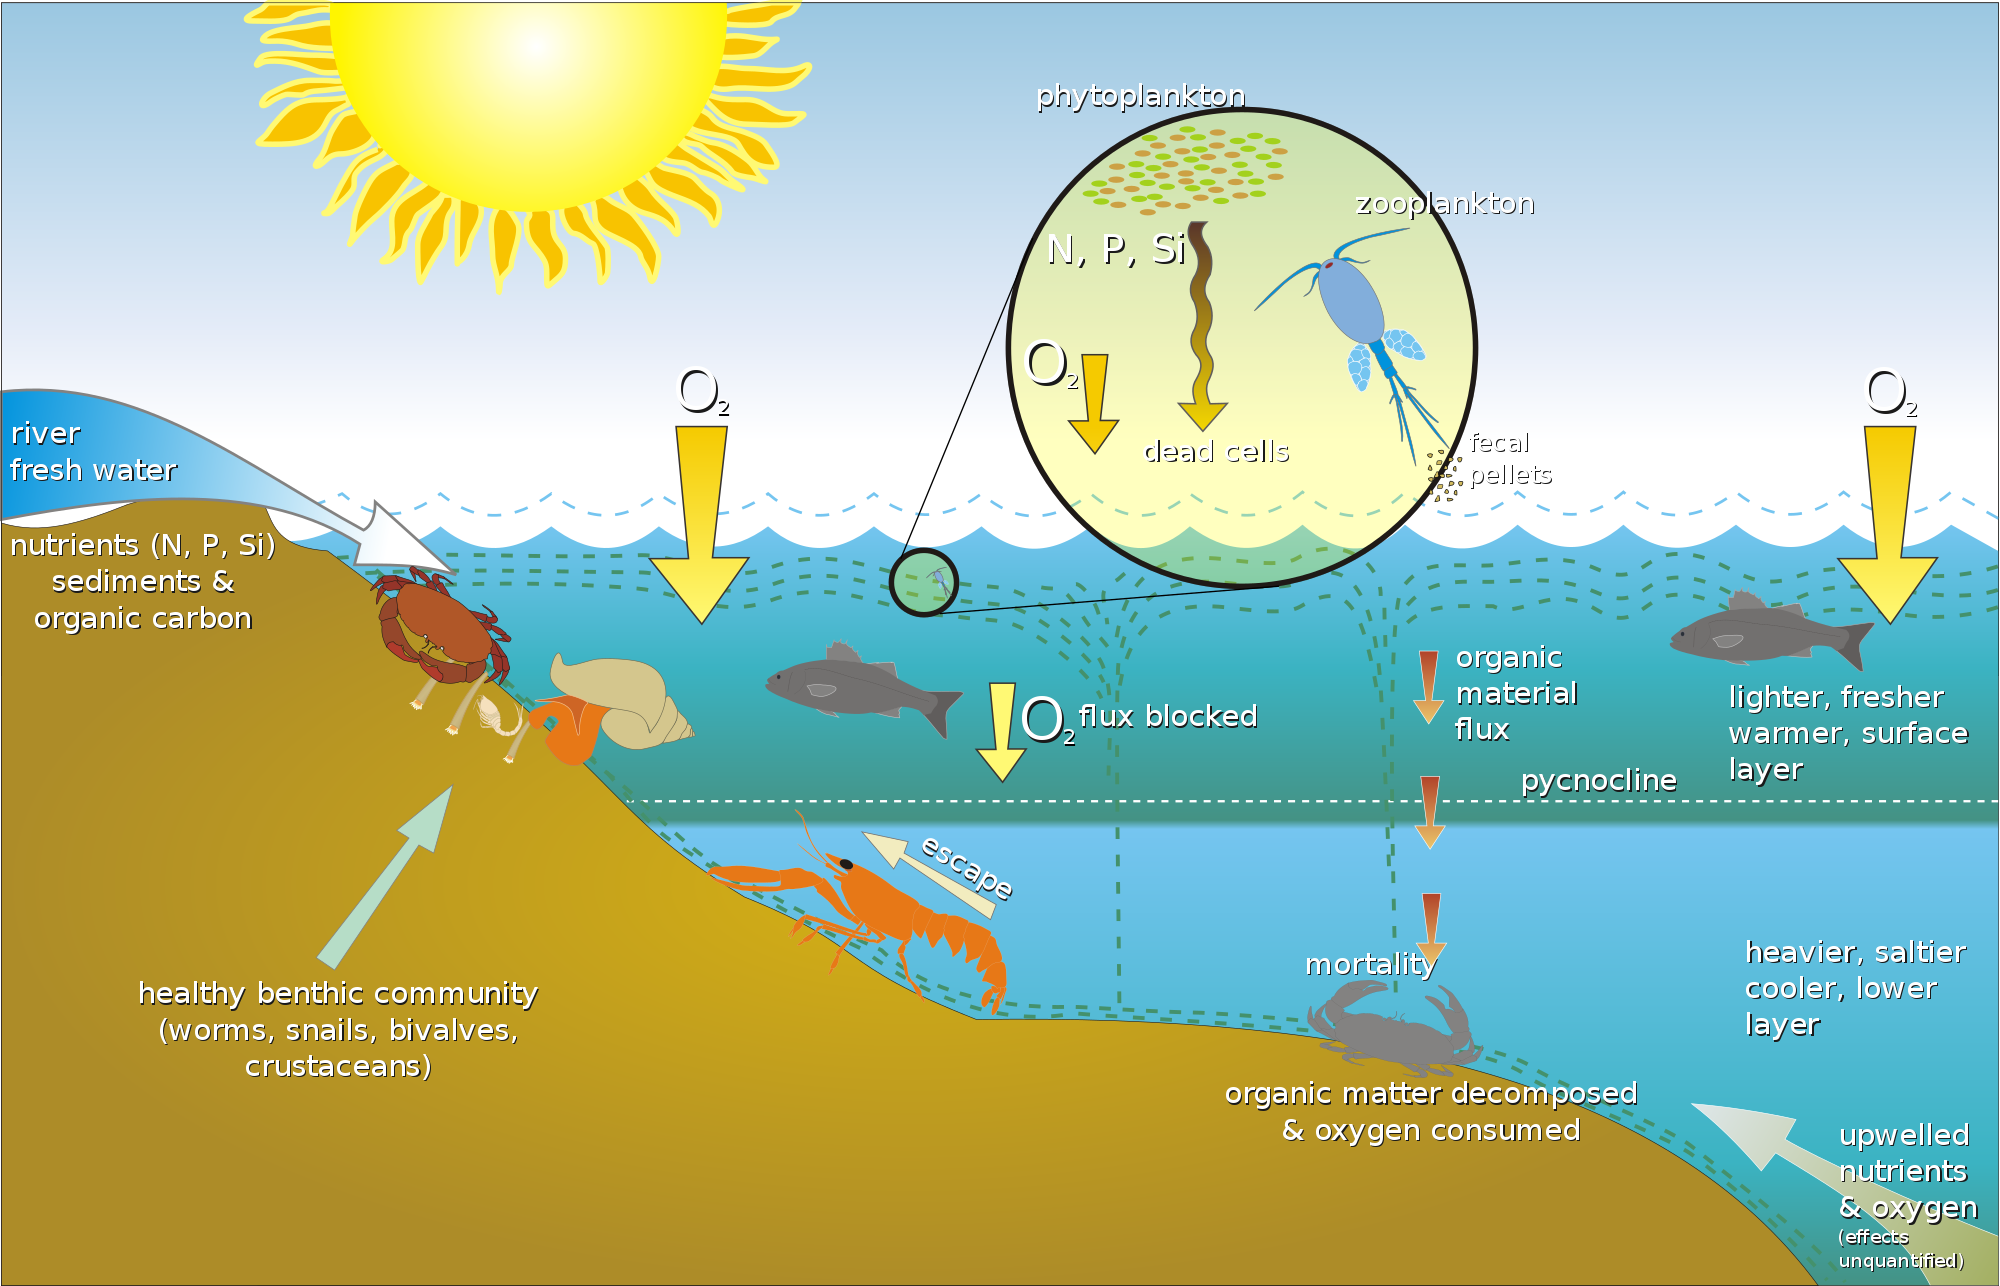 phytoplankton
zooplankton
N, P, Si
O2
dead cells
fecal
pellets
O2
O2
river
fresh water
nutrients (N, P, Si)
sediments &
organic carbon
O2 flux blocked
organic
material
flux
lighter, fresher
warmer, surface
layer
pycnocline
escape
mortality
heavier, saltier
cooler, lower
layer
healthy benthic community
(worms, snails, bivalves,
crustaceans)
organic matter decomposed
& oxygen consumed
upwelled
nutrients
& oxygen
(effects
unquantified)